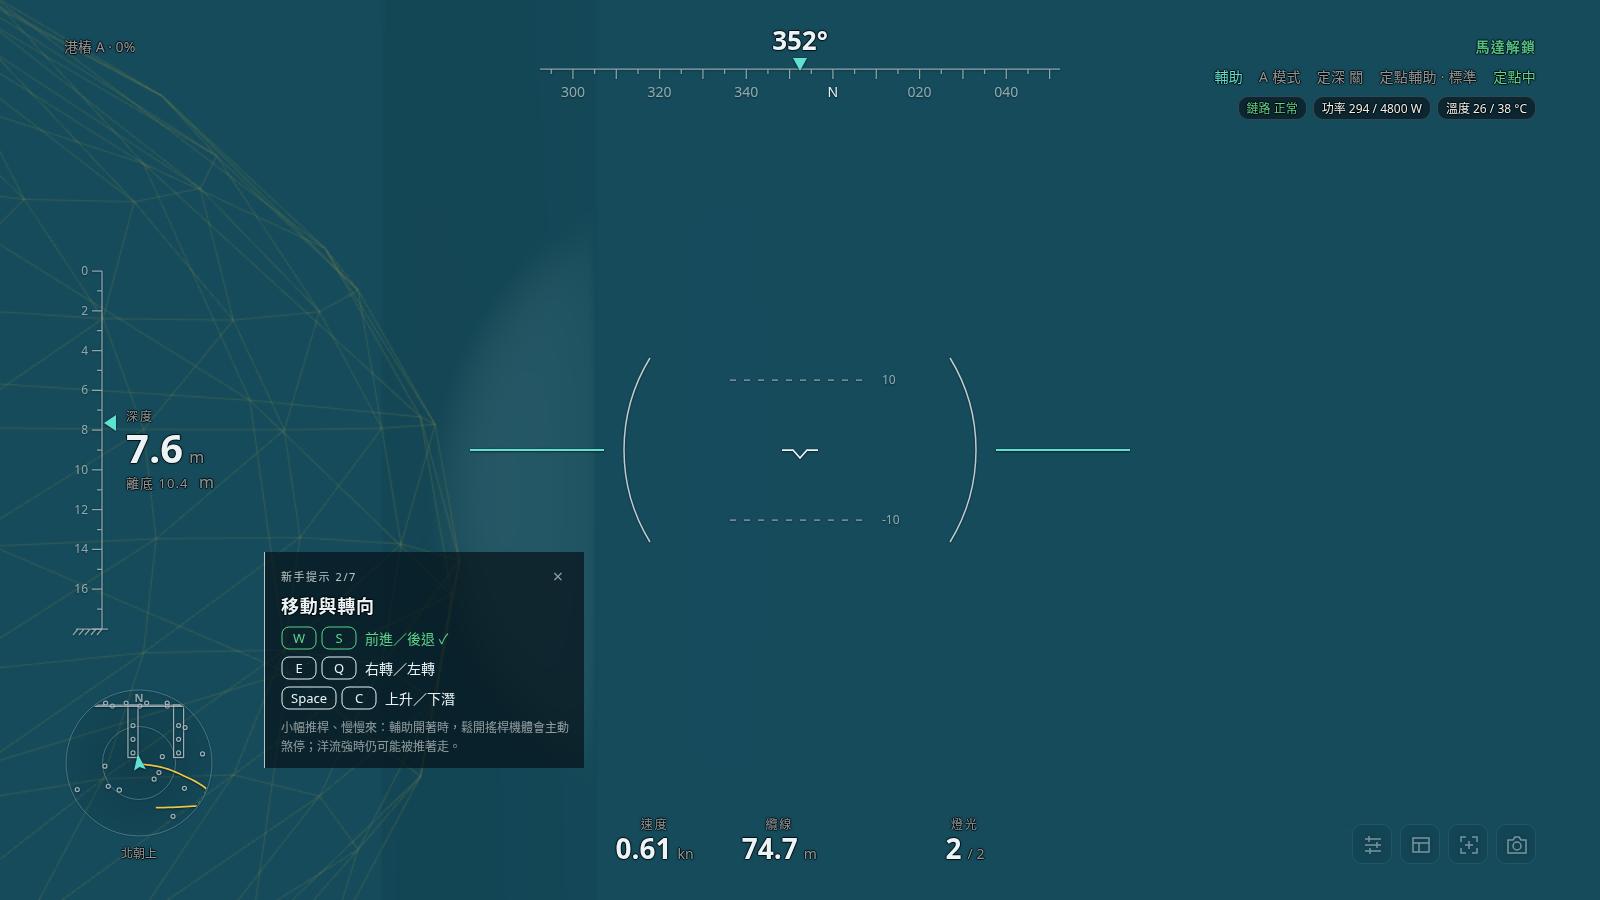 港樁 A · 0%
352°
300 320 340 N 020 040
馬達解鎖
輔助 A 模式 定深 關 定點輔助 · 標準 定點中
鏈路 正常 功率 294 / 4800 W 溫度 26 / 38 °C
0
2
4
6
8
10
12
14
16
深度
7.6 m
離底 10.4 m
10
-10
新手提示 2/7 ×
移動與轉向
W S 前進／後退 ✓
E Q 右轉／左轉
Space C 上升／下潛
小幅推桿、慢慢來：輔助開著時，鬆開搖桿機體會主動
煞停；洋流強時仍可能被推著走。
N
北朝上
速度
0.61 kn
纜線
74.7 m
燈光
2 / 2